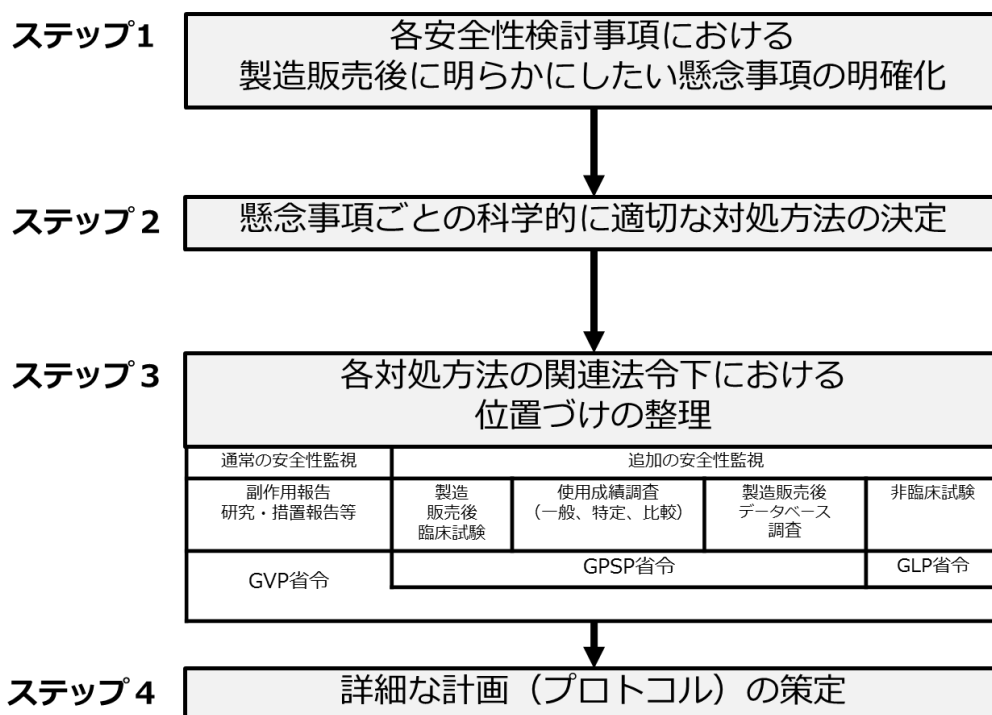 ステップ1
各安全性検討事項における
製造販売後に明らかにしたい懸念事項の明確化
ステップ2
懸念事項ごとの科学的に適切な対処方法の決定
ステップ3
各対処方法の関連法令下における
位置づけの整理
通常の安全性監視
追加の安全性監視
副作用報告
研究・措置報告等
製造
販売後
臨床試験
使用成績調査
（一般、特定、比較）
製造販売後
データベース
調査
非臨床試験
GVP省令
GPSP省令
GLP省令
ステップ4
詳細な計画（プロトコル）の策定